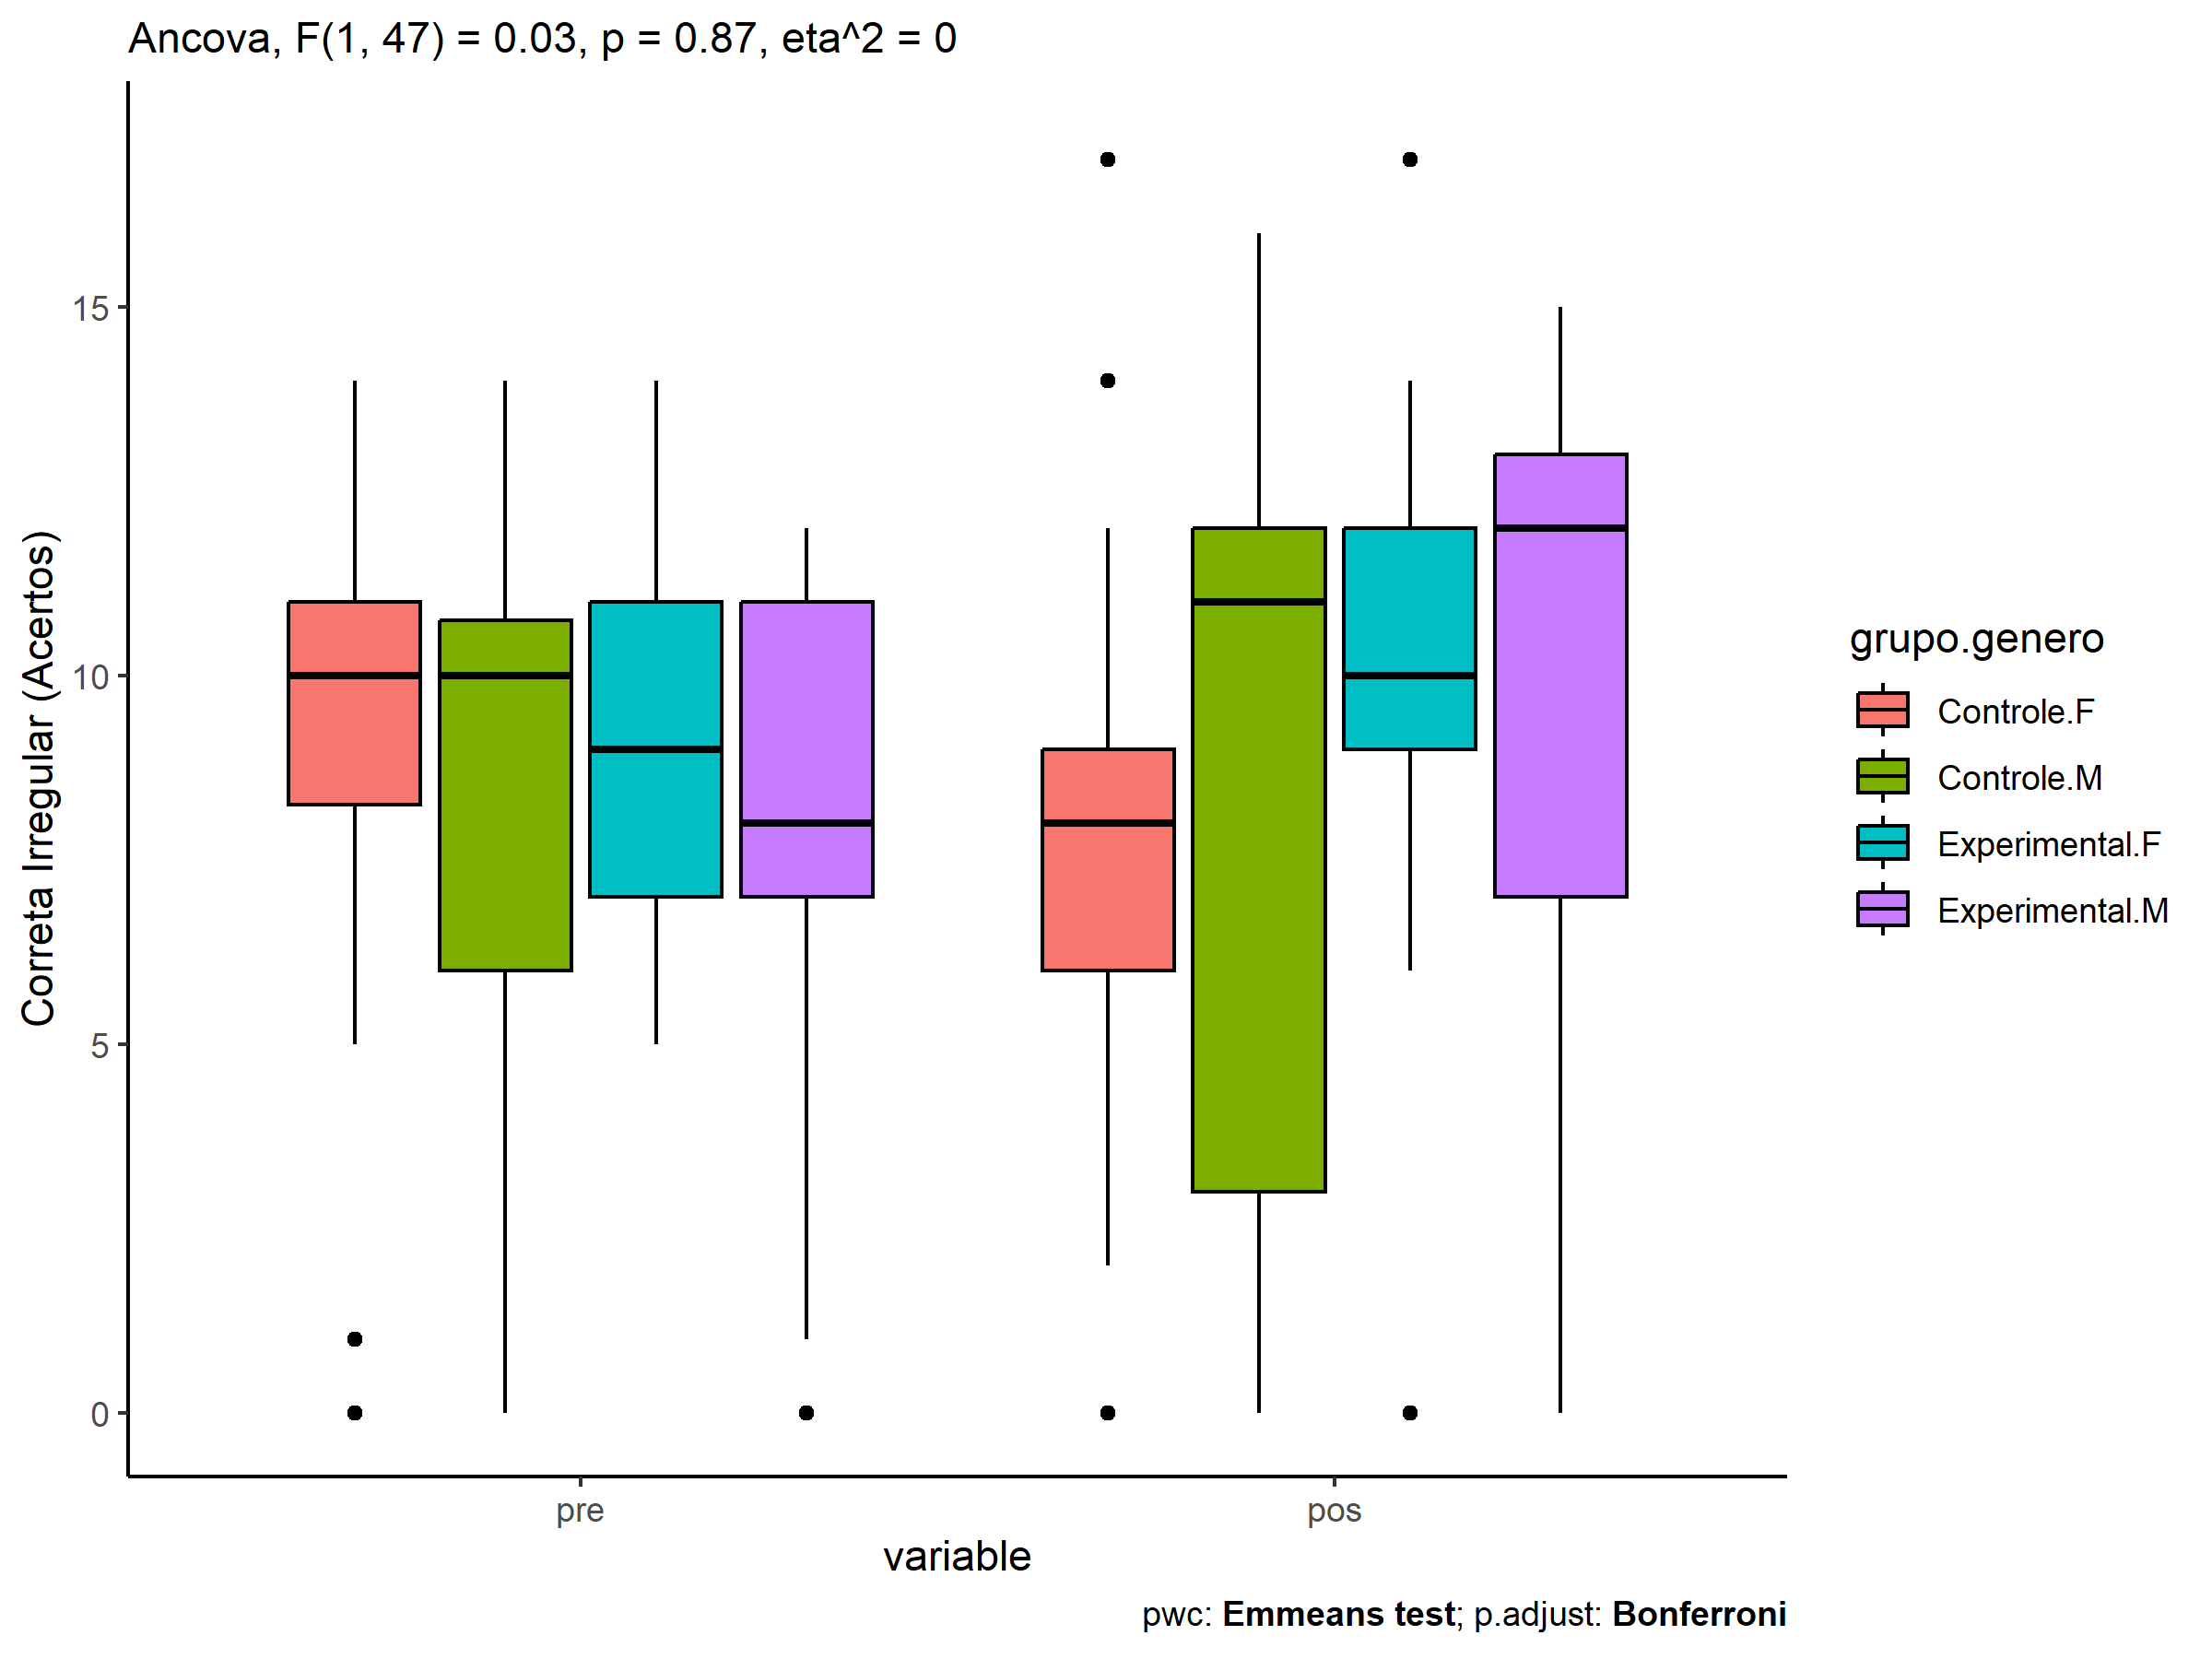 Ancova, F(1, 47) = 0.03, p = 0.87, eta^2 = 0
Correta Irregular (Acertos)
15
10
5
0
pre
pos
variable
grupo.genero
Controle.F
Controle.M
Experimental.F
Experimental.M
pwc: Emmeans test; p.adjust: Bonferroni